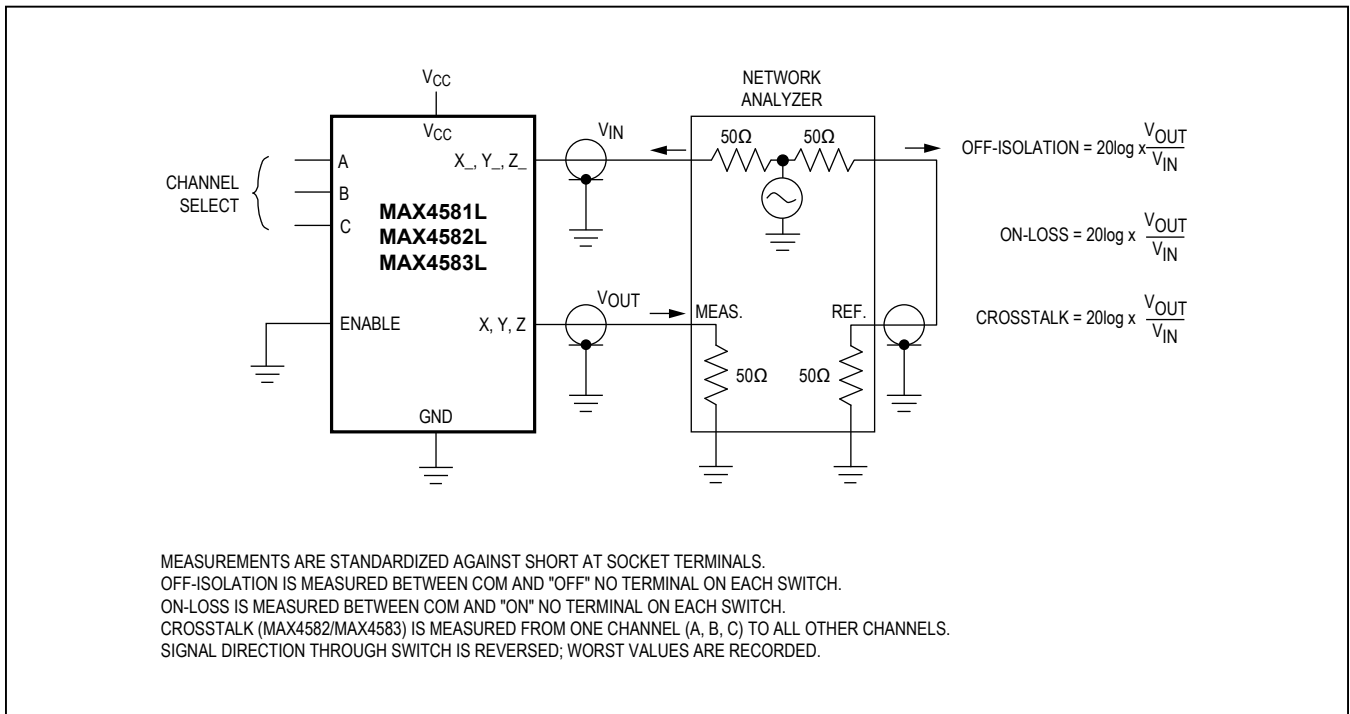 VCC
VCC
NETWORK
ANALYZER
CHANNEL
SELECT
A
B
C
X_, Y_, Z_
VIN
50Ω
50Ω
OFF-ISOLATION = 20log x VOUT
VIN
MAX4581L
MAX4582L
MAX4583L
ON-LOSS = 20log x VOUT
VIN
ENABLE
X, Y, Z
VOUT
MEAS.
REF.
CROSSTALK = 20log x VOUT
VIN
50Ω
50Ω
GND
MEASUREMENTS ARE STANDARDIZED AGAINST SHORT AT SOCKET TERMINALS.
OFF-ISOLATION IS MEASURED BETWEEN COM AND "OFF" NO TERMINAL ON EACH SWITCH.
ON-LOSS IS MEASURED BETWEEN COM AND "ON" NO TERMINAL ON EACH SWITCH.
CROSSTALK (MAX4582/MAX4583) IS MEASURED FROM ONE CHANNEL (A, B, C) TO ALL OTHER CHANNELS.
SIGNAL DIRECTION THROUGH SWITCH IS REVERSED; WORST VALUES ARE RECORDED.